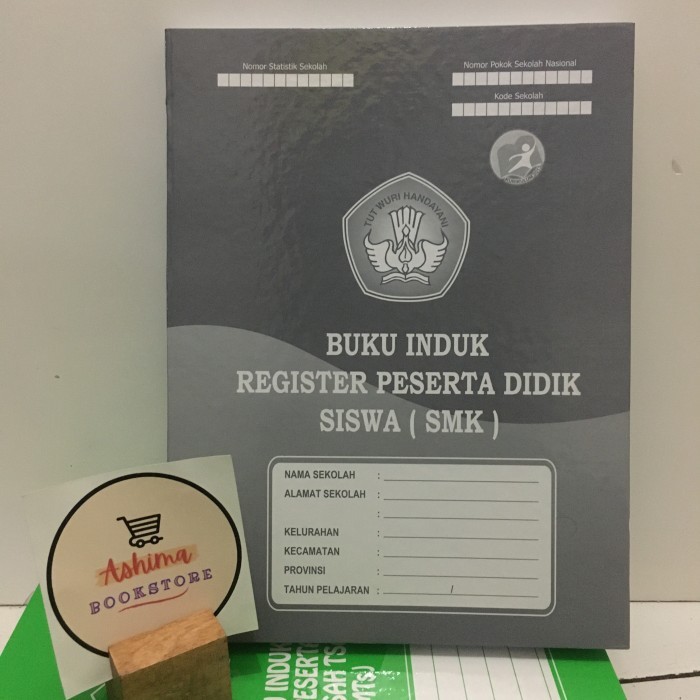 Nomor Statistik Sekolah
Nomor Pokok Sekolah Nasional
Kode Sekolah
TUT WURI HANDAYANI
BUKU INDUK
REGISTER PESERTA DIDIK
SISWA ( SMK )
NAMA SEKOLAH :
ALAMAT SEKOLAH :
:
KELURAHAN :
KECAMATAN :
PROVINSI :
TAHUN PELAJARAN : /
Ashima
BOOKSTORE
INDUK